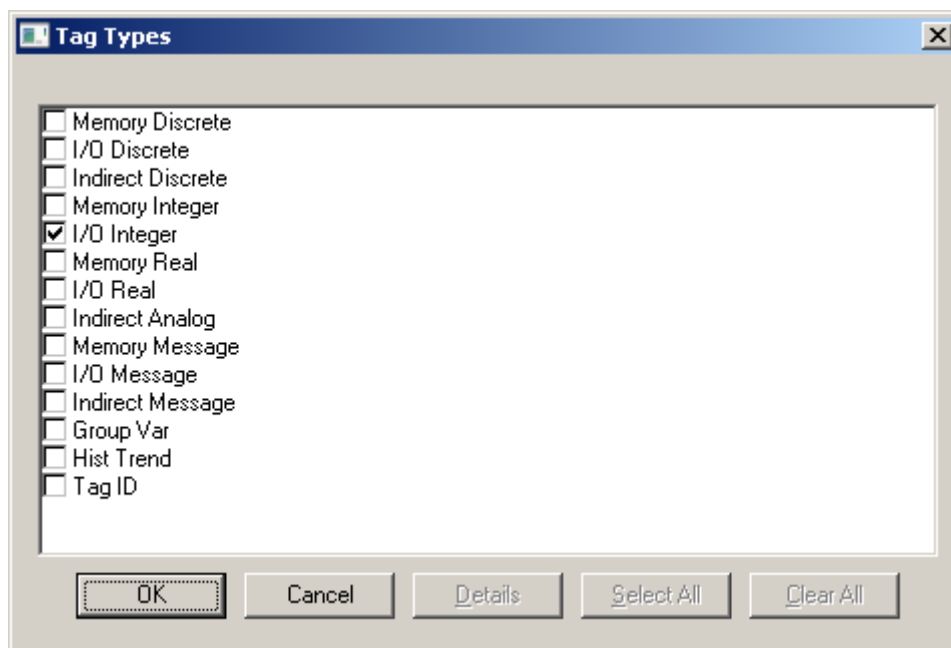 Tag Types
Memory Discrete
I/O Discrete
Indirect Discrete
Memory Integer
I/O Integer
Memory Real
I/O Real
Indirect Analog
Memory Message
I/O Message
Indirect Message
Group Var
Hist Trend
Tag ID
OK Cancel Details Select All Clear All